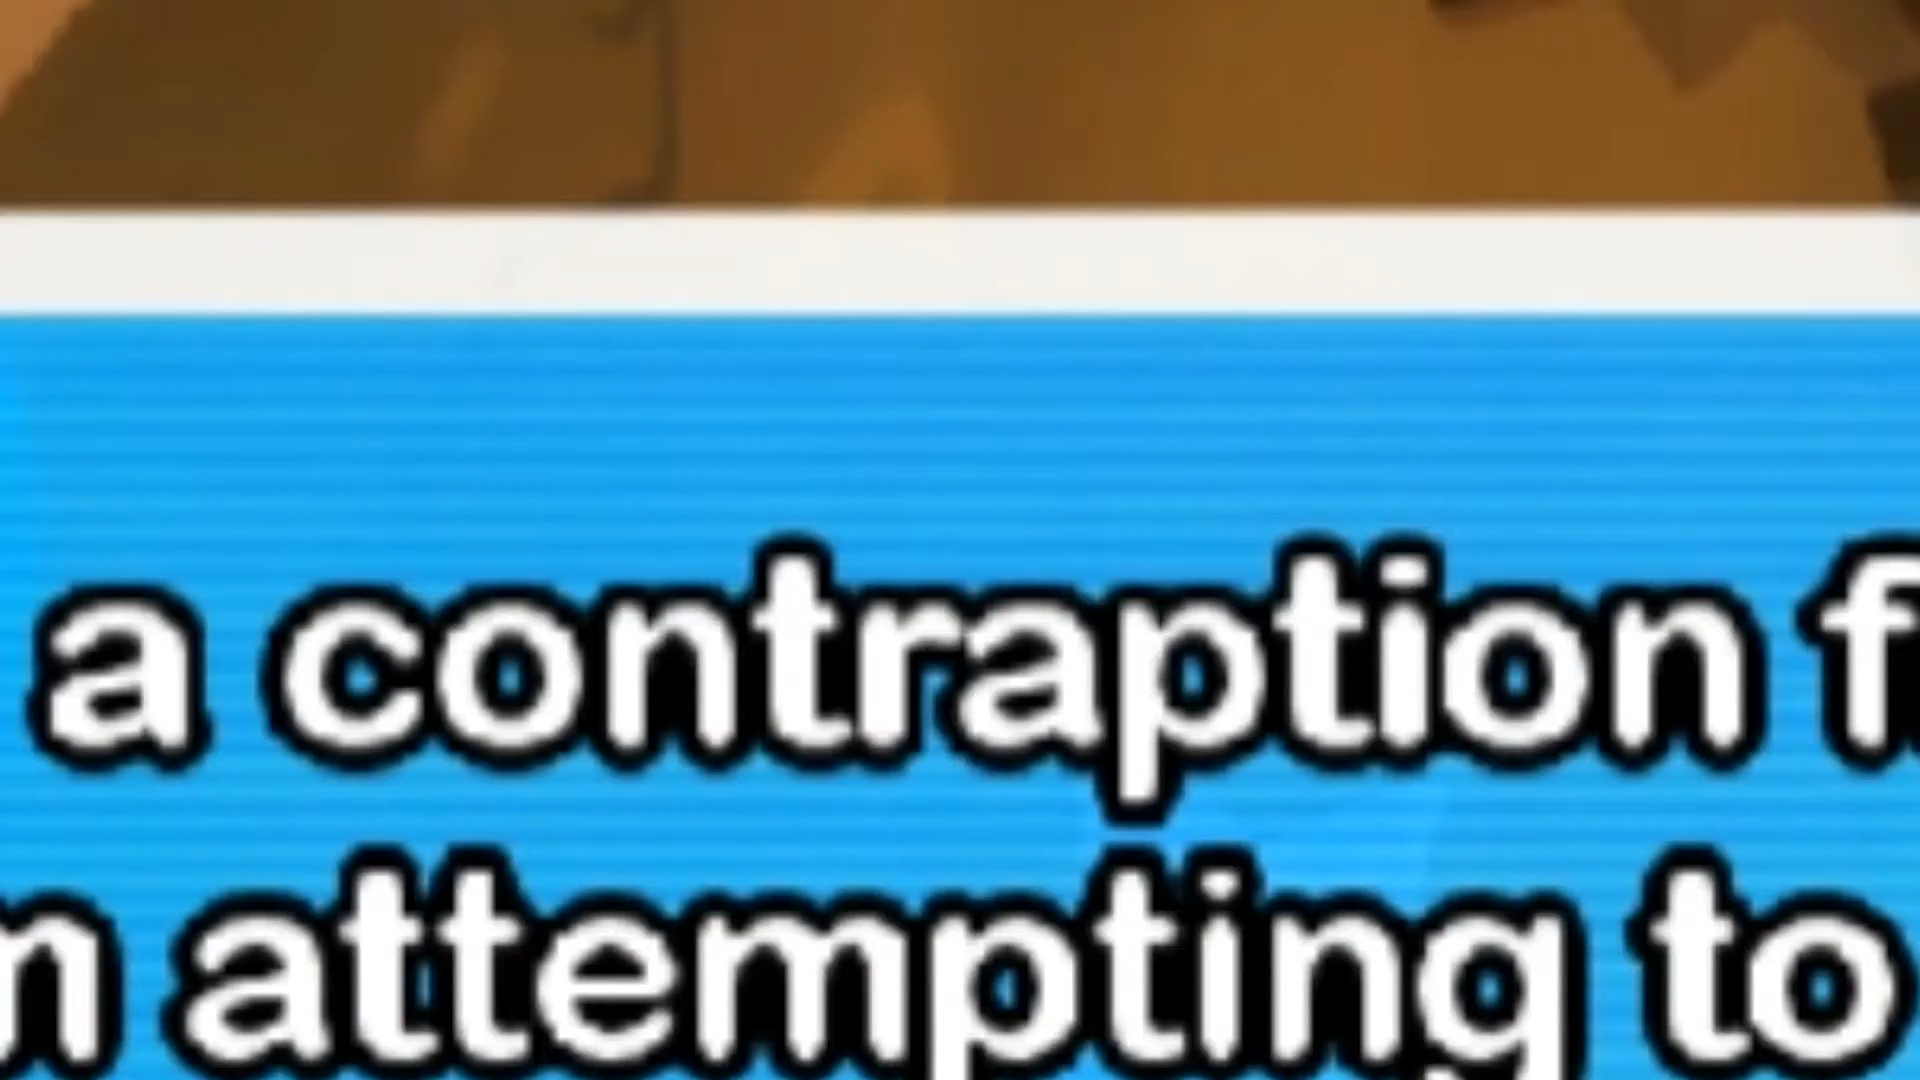 a contraption f
m attempting to